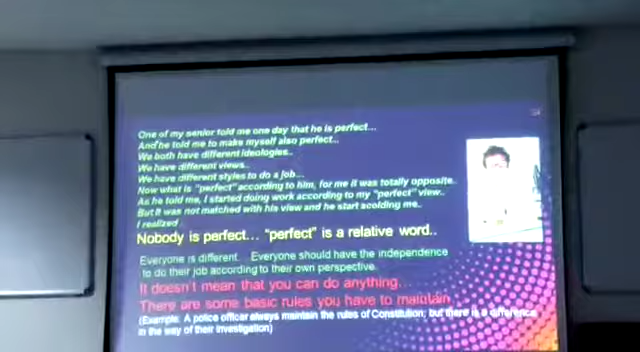 One of my senior told me one day that he is perfect...
And he told me to make myself also perfect...
We both have different ideologies..
We have different views..
We have different styles to do a job...
Now what is "perfect" according to him, for me it was totally opposite.
As he told me, I started doing work according to my "perfect" view..
But it was not matched with his view and he start scolding me..
I realized
Nobody is perfect... "perfect" is a relative word..
Everyone is different... Everyone should have the independence
to do their job according to their own perspective.
It doesn't mean that you can do anything...
There are some basic rules you have to maintain.
(Example: A police officer always maintain the rules of Constitution, but there is a difference
in the way of their investigation)